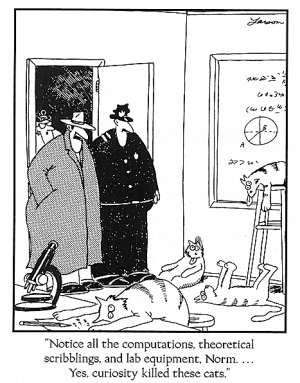 Larson
A
"Notice all the computations, theoretical
scribblings, and lab equipment, Norm. ...
Yes, curiosity killed these cats."